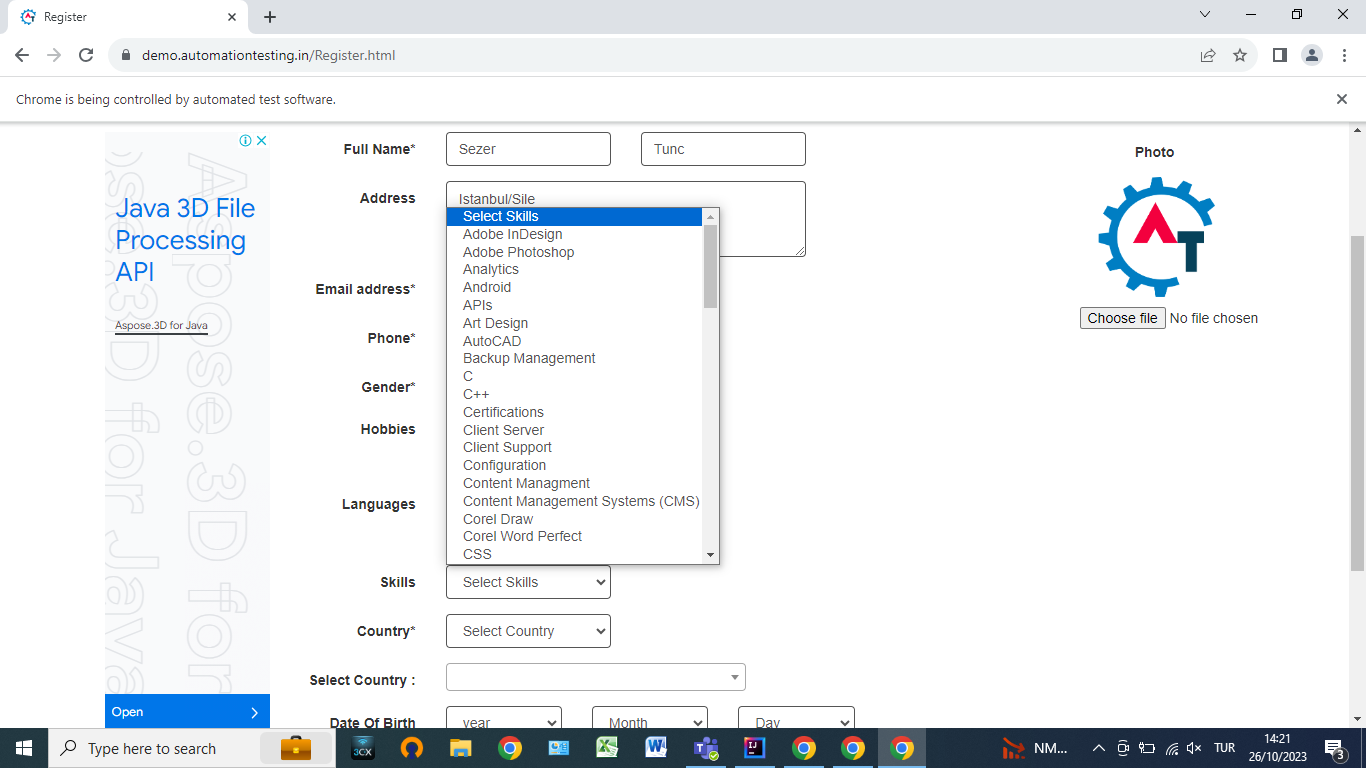 Register
demo.automationtesting.in/Register.html
Chrome is being controlled by automated test software.
Java 3D File
Processing
API
Aspose.3D for Java
Aspose.3D for Java
Open
Full Name*
Sezer
Tunc
Address
Istanbul/Sile
Email address*
Phone*
Gender*
Hobbies
Languages
Select Skills
Adobe InDesign
Adobe Photoshop
Analytics
Android
APIs
Art Design
AutoCAD
Backup Management
C
C++
Certifications
Client Server
Client Support
Configuration
Content Managment
Content Management Systems (CMS)
Corel Draw
Corel Word Perfect
CSS
Skills
Select Skills
Country*
Select Country
Select Country :
Date Of Birth
year
Month
Day
Photo
Choose file No file chosen
Type here to search
3CX
NM...
TUR
14:21
26/10/2023
3